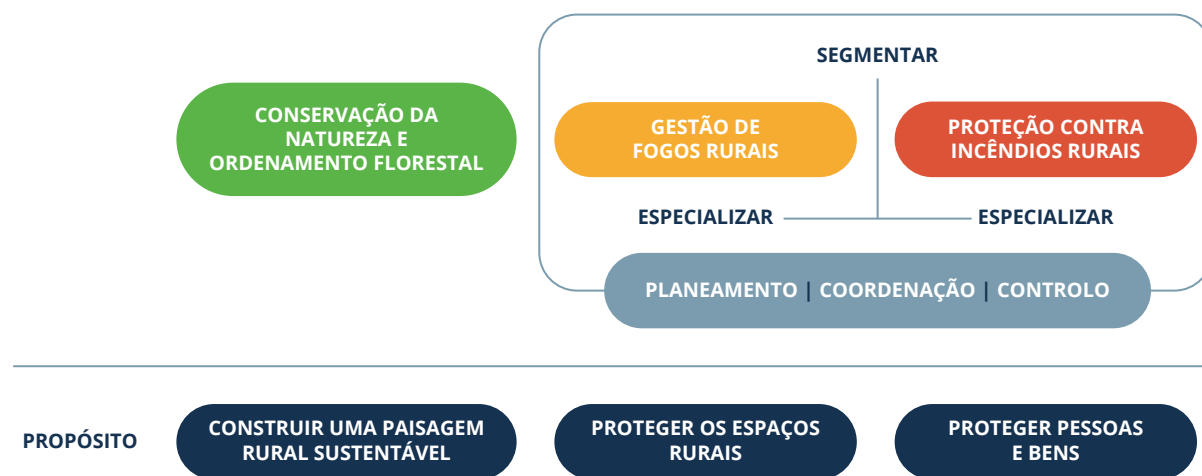 SEGMENTAR
CONSERVAÇÃO DA
NATUREZA E
ORDENAMENTO FLORESTAL
GESTÃO DE
FOGOS RURAIS
PROTEÇÃO CONTRA
INCÊNDIOS RURAIS
ESPECIALIZAR
ESPECIALIZAR
PLANEAMENTO | COORDENAÇÃO | CONTROLO
PROPÓSITO
CONSTRUIR UMA PAISAGEM
RURAL SUSTENTÁVEL
PROTEGER OS ESPAÇOS
RURAIS
PROTEGER PESSOAS
E BENS